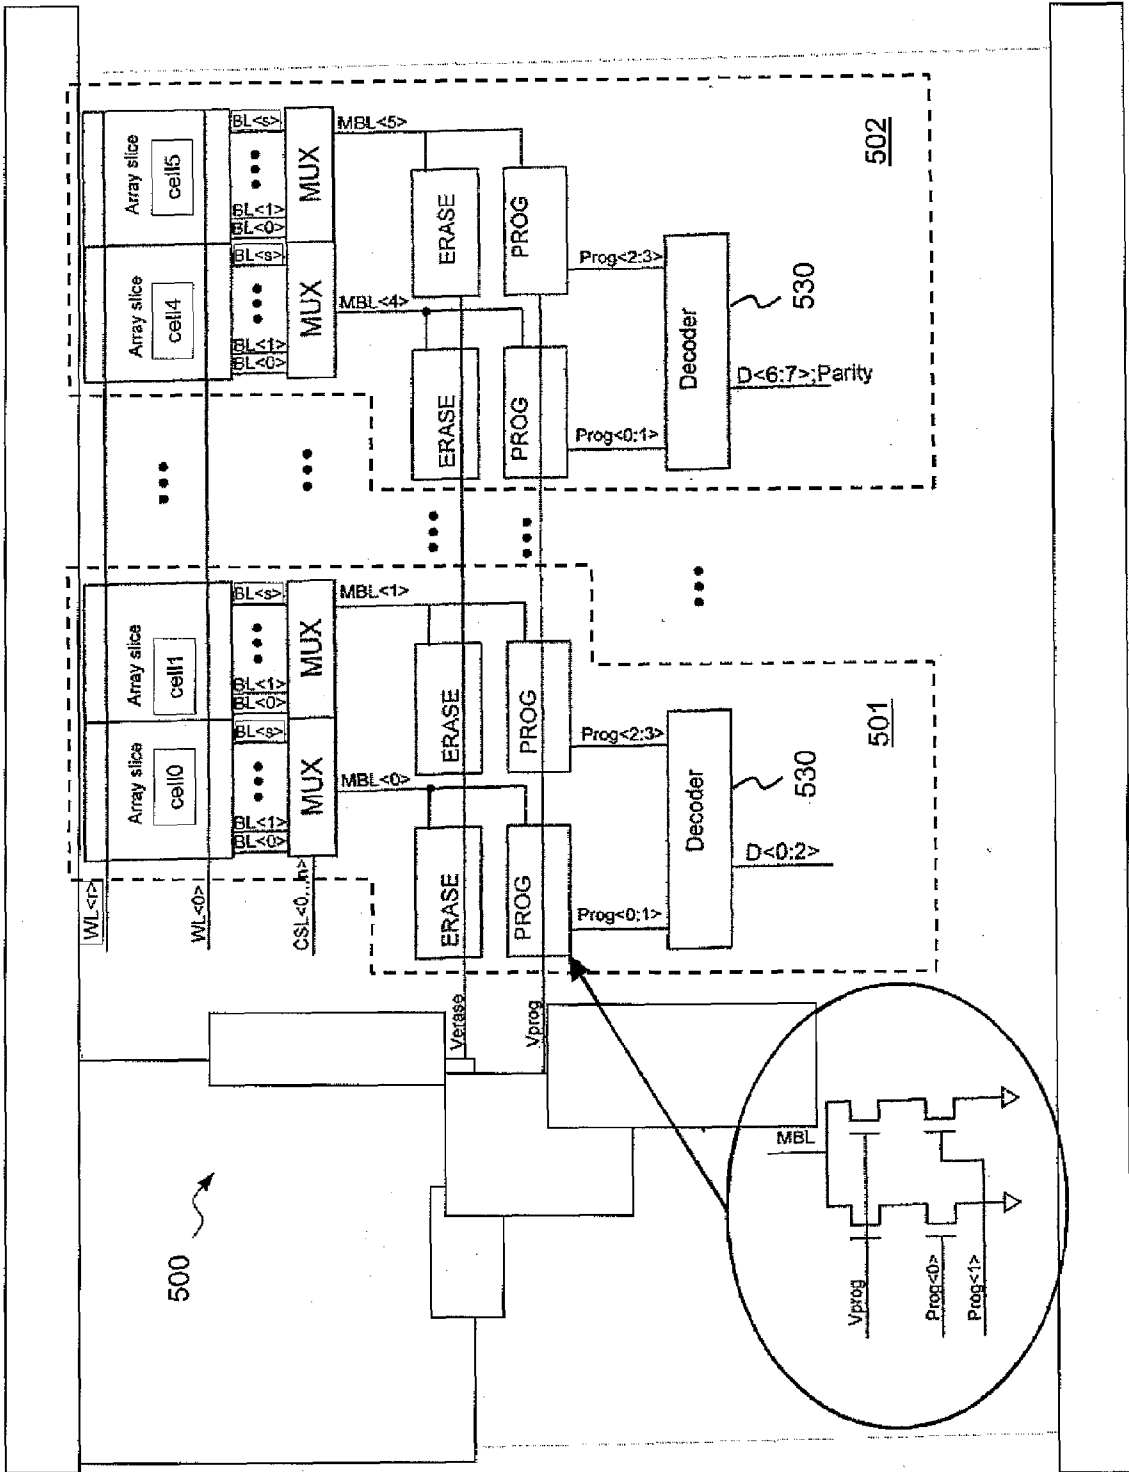 500
WL<r>
WL<0>
CSL<0...n>
Array slice
cell0
Array slice
cell1
Array slice
cell4
Array slice
cell5
BL<0>
BL<1>
BL<s>
BL<0>
BL<1>
BL<s>
BL<0>
BL<1>
BL<s>
BL<0>
BL<1>
BL<s>
MUX
MUX
MUX
MUX
MBL<0>
MBL<1>
MBL<4>
MBL<5>
Verase
ERASE
ERASE
ERASE
ERASE
Vprog
PROG
PROG
PROG
PROG
Prog<0:1>
Prog<2:3>
Prog<0:1>
Prog<2:3>
Decoder
530
Decoder
530
D<0:2>
D<6:7>;Parity
501
502
MBL
Vprog
Prog<0>
Prog<1>